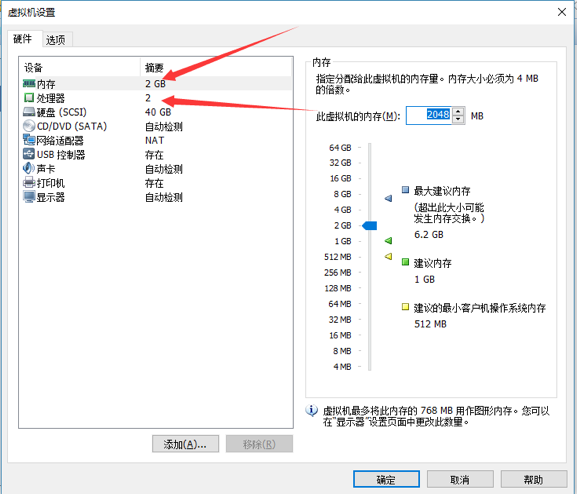 虚拟机设置
硬件 选项
设备 摘要
内存 2 GB
处理器 2
硬盘 (SCSI) 40 GB
CD/DVD (SATA) 自动检测
网络适配器 NAT
USB 控制器 存在
声卡 自动检测
打印机 存在
显示器 自动检测
添加(A)... 移除(R)
内存
指定分配给此虚拟机的内存量。内存大小必须为 4 MB
的倍数。
此虚拟机的内存(M): 2048 MB
64 GB
32 GB
16 GB
8 GB
4 GB
2 GB
1 GB
512 MB
256 MB
128 MB
64 MB
32 MB
16 MB
8 MB
4 MB
最大建议内存
(超出此大小可能
发生内存交换。)
6.2 GB
建议内存
1 GB
建议的最小客户机操作系统内存
512 MB
虚拟机最多将此内存的 768 MB 用作图形内存。您可以
在"显示器"设置页面中更改此数量。
确定 取消 帮助